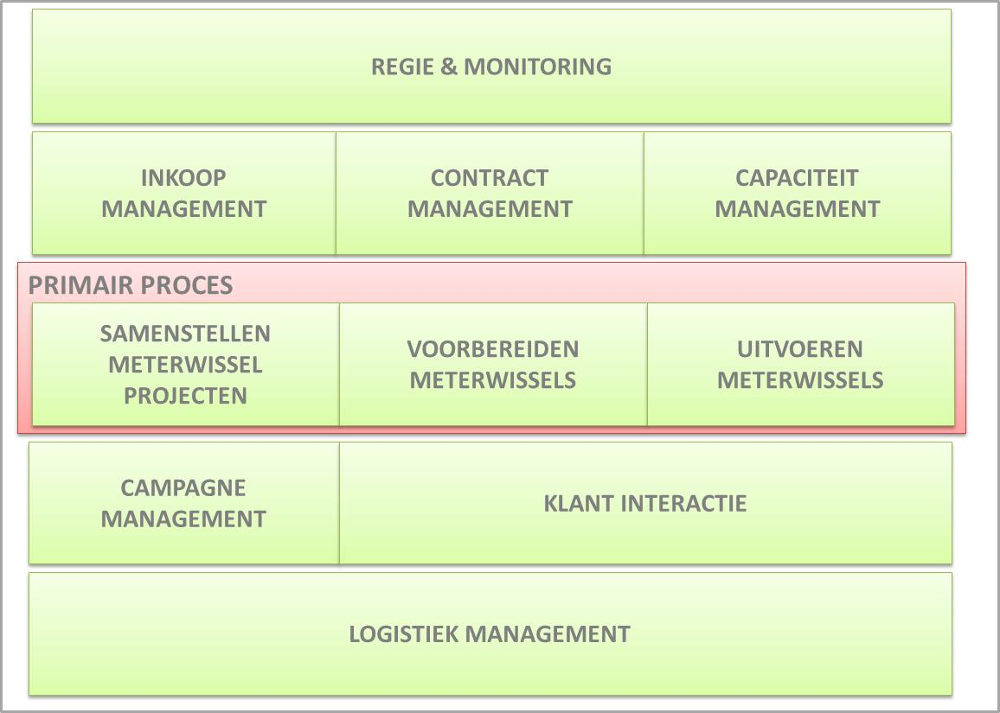 REGIE & MONITORING
INKOOP
MANAGEMENT
CONTRACT
MANAGEMENT
CAPACITEIT
MANAGEMENT
PRIMAIR PROCES
SAMENSTELLEN
METERWISSEL
PROJECTEN
VOORBEREIDEN
METERWISSELS
UITVOEREN
METERWISSELS
CAMPAGNE
MANAGEMENT
KLANT INTERACTIE
LOGISTIEK MANAGEMENT